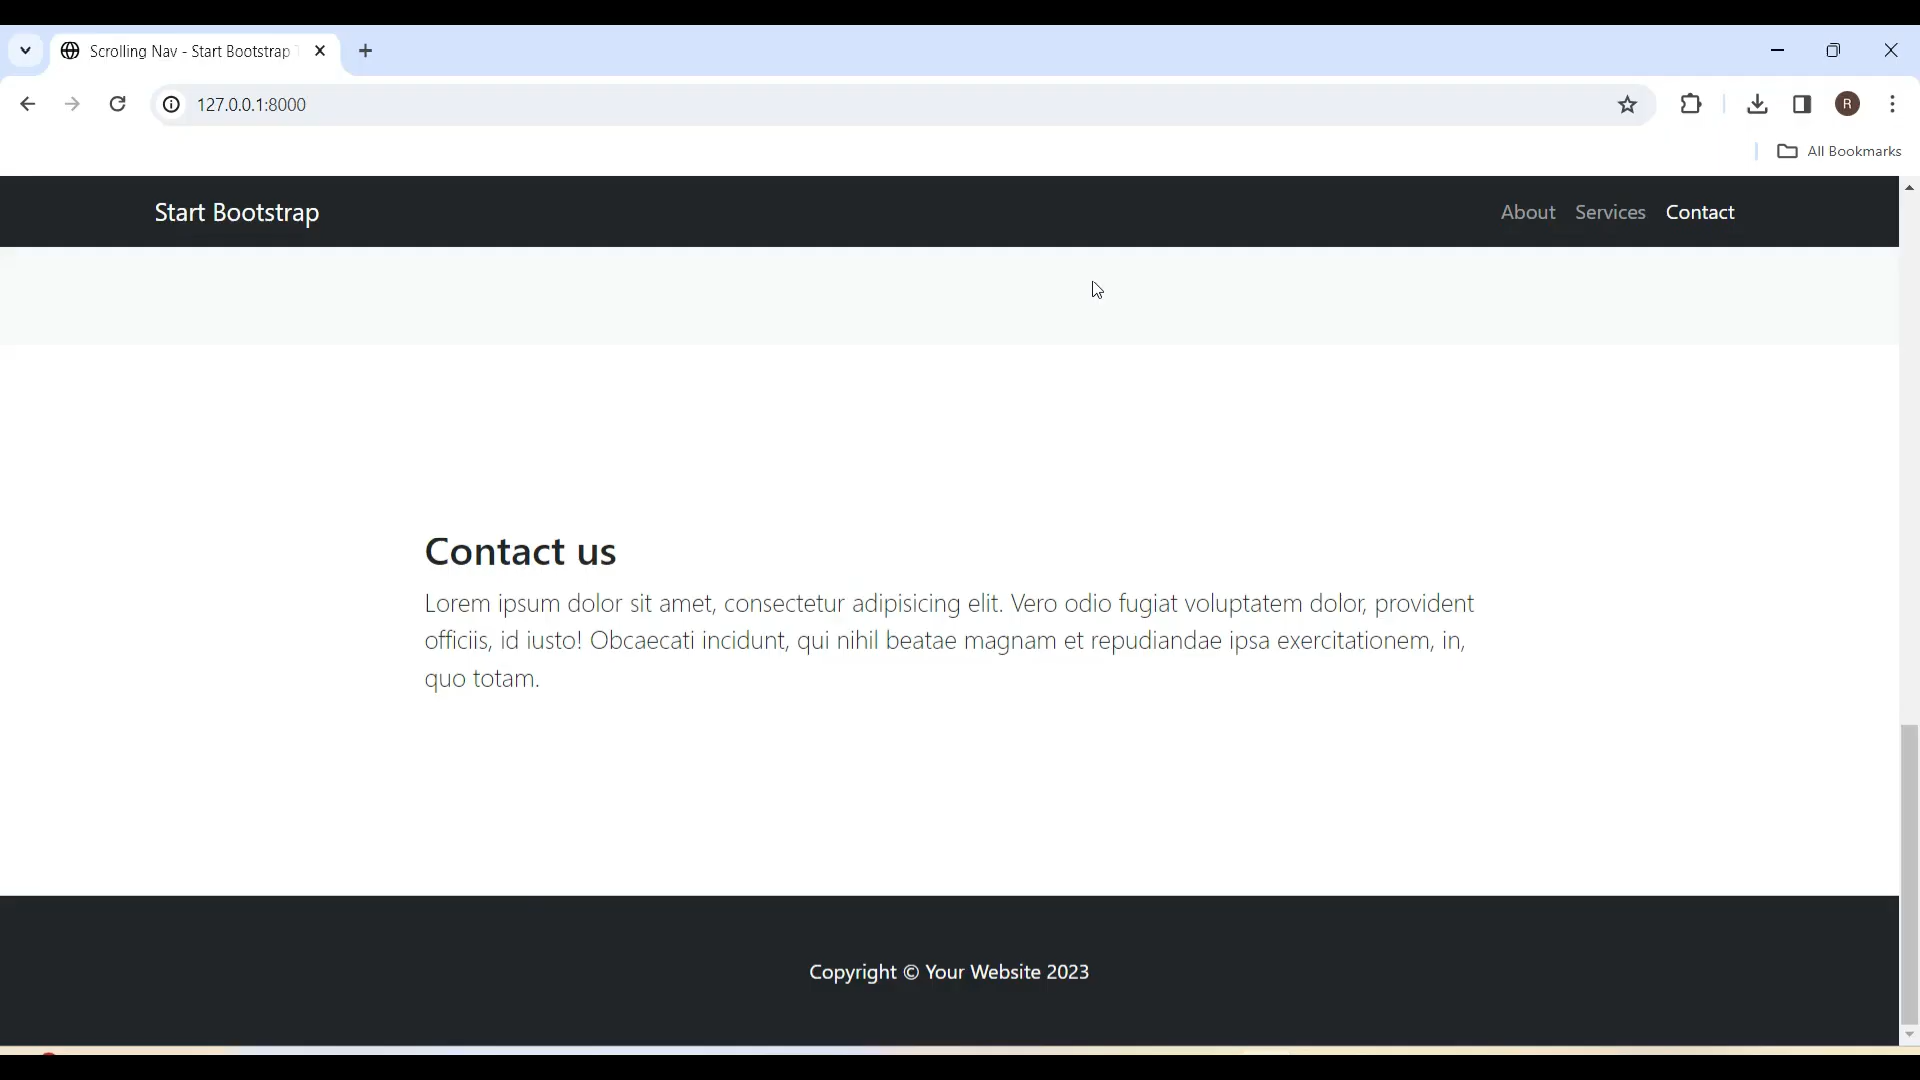 Scrolling Nav - Start Bootstrap
127.0.0.1:8000
R
All Bookmarks
Start Bootstrap
About Services Contact
Contact us
Lorem ipsum dolor sit amet, consectetur adipisicing elit. Vero odio fugiat voluptatem dolor, provident
officiis, id iusto! Obcaecati incidunt, qui nihil beatae magnam et repudiandae ipsa exercitationem, in,
quo totam.
Copyright © Your Website 2023